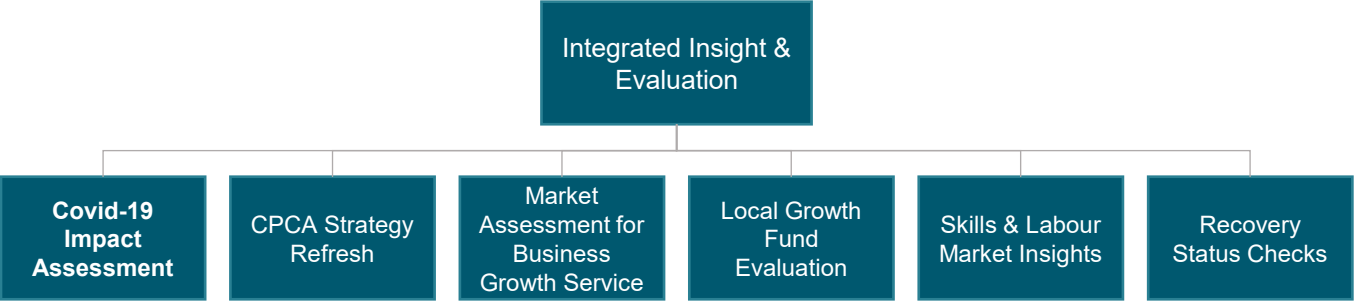 Integrated Insight &
Evaluation
Covid-19
Impact
Assessment
CPCA Strategy
Refresh
Market
Assessment for
Business
Growth Service
Local Growth
Fund
Evaluation
Skills & Labour
Market Insights
Recovery
Status Checks